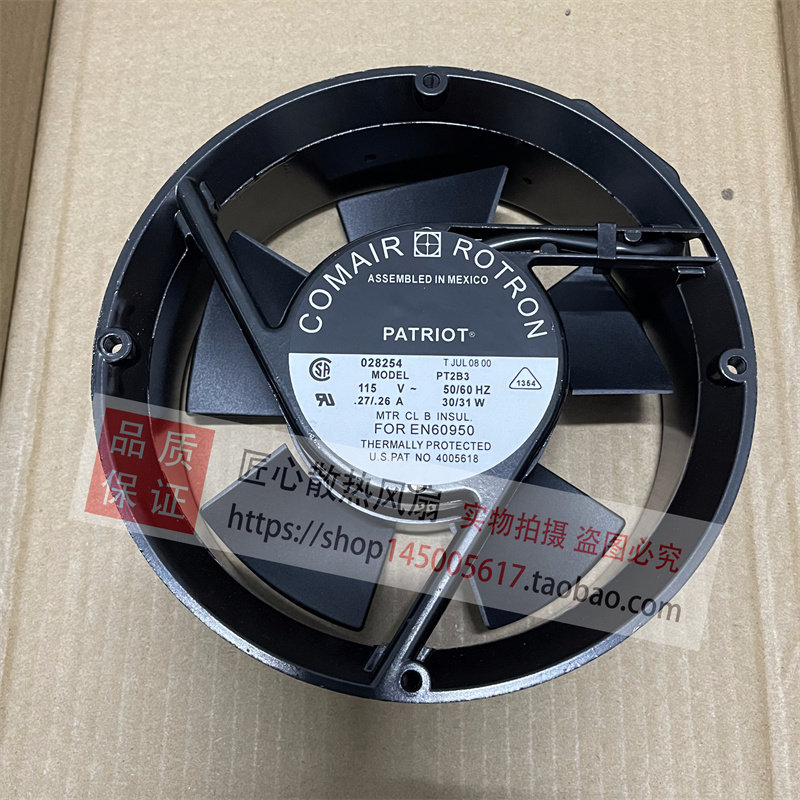 COMAIR ROTRON
ASSEMBLED IN MEXICO
PATRIOT®
028254 T JUL 08 00
MODEL PT2B3
115 V ~ 50/60 HZ
.27/.26 A 30/31 W
1354
MTR CL B INSUL.
FOR EN60950
THERMALLY PROTECTED
U.S. PAT NO 4005618
品质
保证
匠心散热风扇
实物拍摄 盗图必究
https://shop145005617.taobao.com